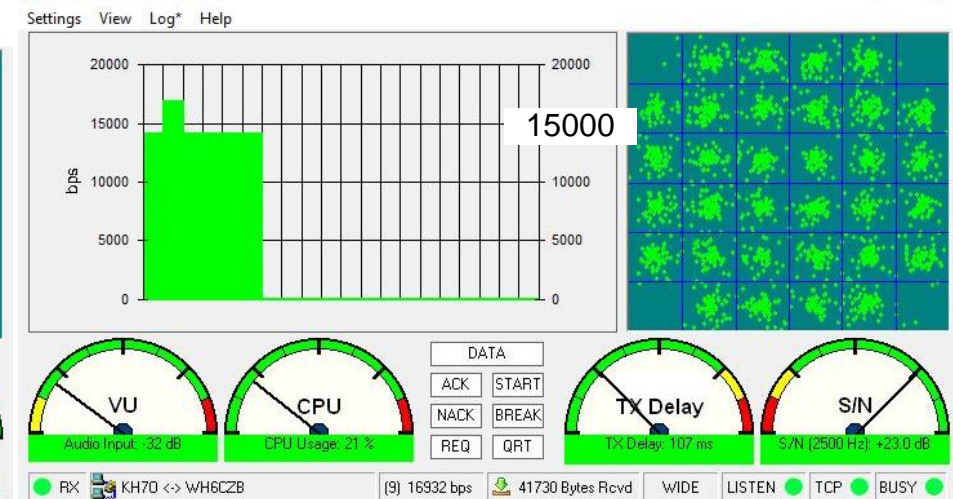 Settings View Log* Help
20000
15000
10000
5000
0
bps
20000
15000
10000
5000
0
DATA
ACK START
NACK BREAK
REQ QRT
VU
Audio Input: -32 dB
CPU
CPU Usage: 21 %
TX Delay
TX Delay: 107 ms
S/N
S/N (2500 Hz): +23.0 dB
RX KH7O <-> WH6CZB (9) 16932 bps 41730 Bytes Rcvd WIDE LISTEN TCP BUSY